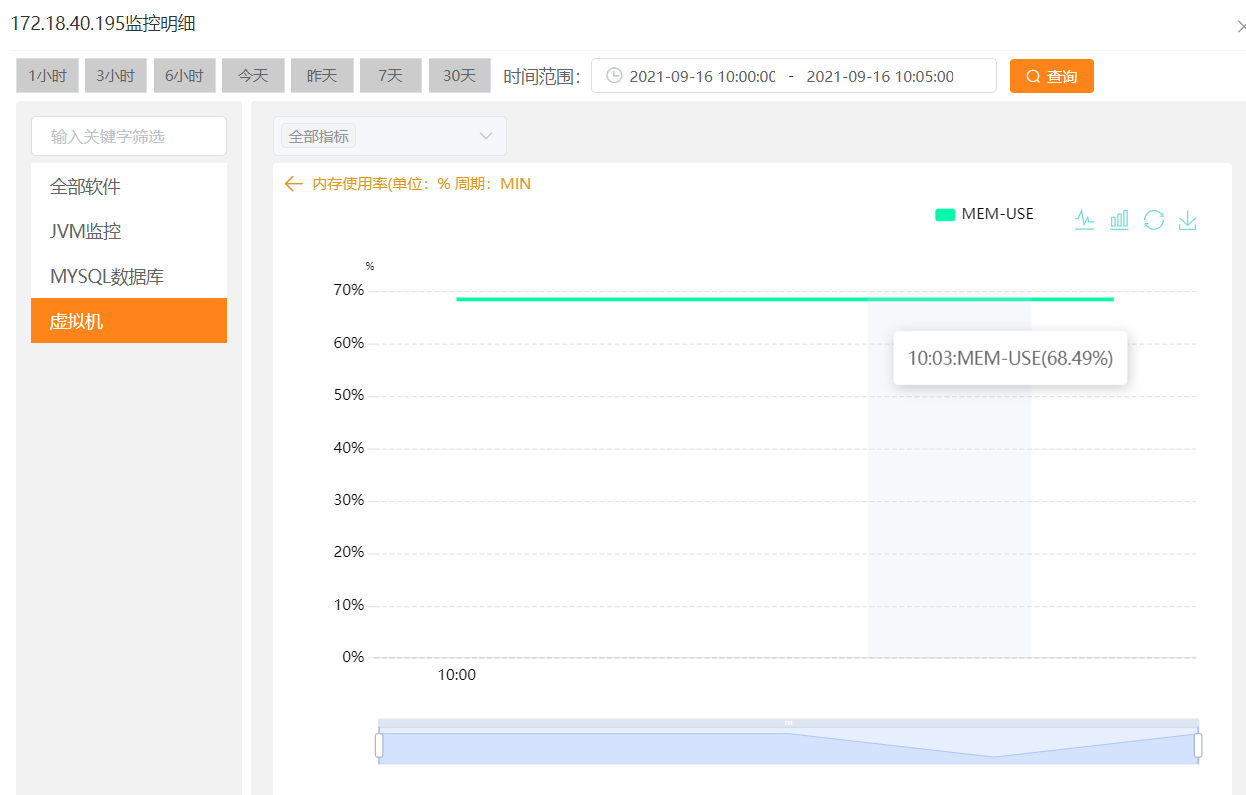 172.18.40.195监控明细
1小时 3小时 6小时 今天 昨天 7天 30天 时间范围： 2021-09-16 10:00:00 - 2021-09-16 10:05:00 查询
输入关键字筛选
全部软件
JVM监控
MYSQL数据库
虚拟机
全部指标
内存使用率(单位：% 周期：MIN
MEM-USE
%
70%
60%
10:03:MEM-USE(68.49%)
50%
40%
30%
20%
10%
0%
10:00